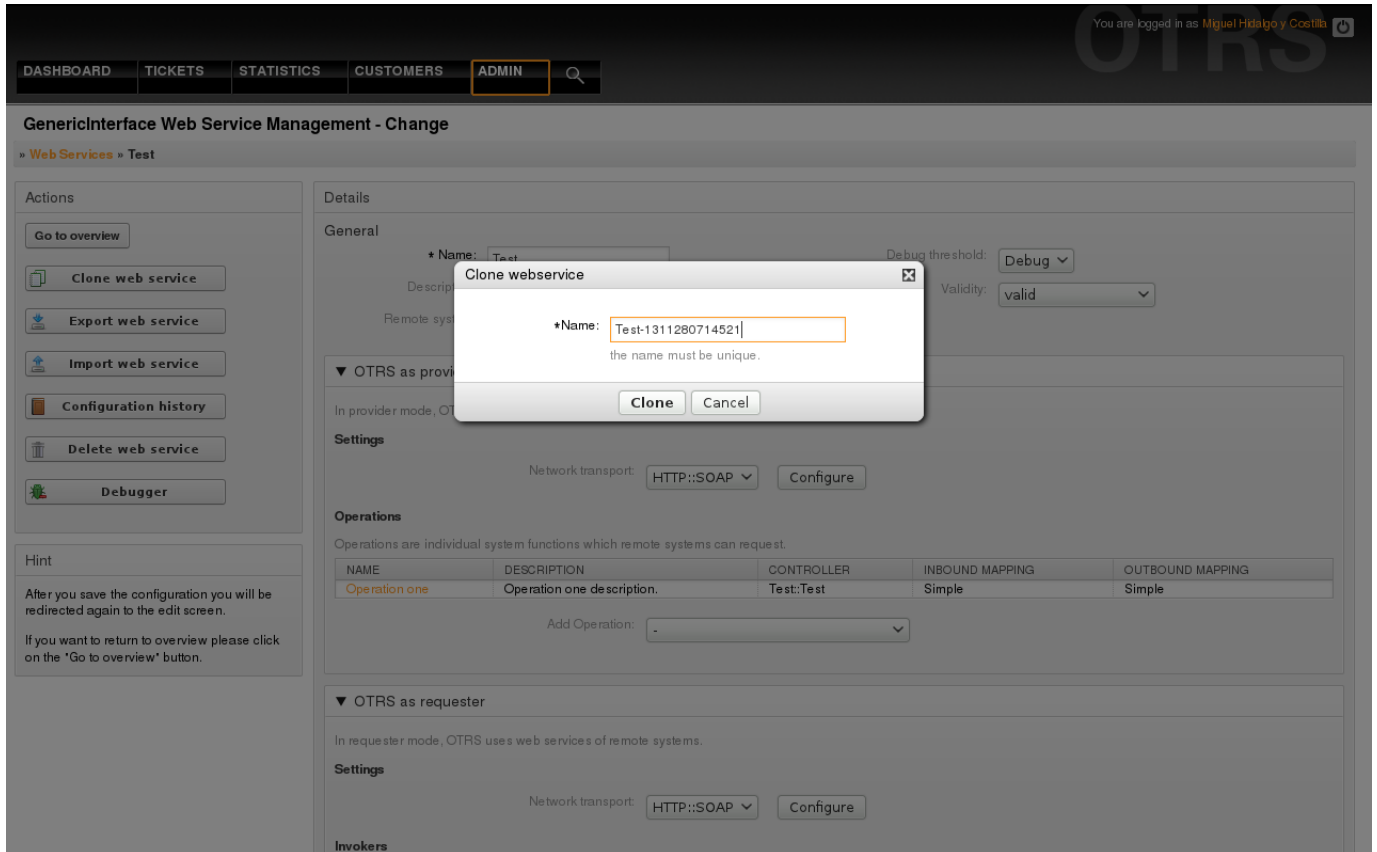 OTRS
You are logged in as Miguel Hidalgo y Costilla
DASHBOARD TICKETS STATISTICS CUSTOMERS ADMIN
GenericInterface Web Service Management - Change
» Web Services » Test
Actions
Go to overview
Clone web service
Export web service
Import web service
Configuration history
Delete web service
Debugger
Hint
After you save the configuration you will be
redirected again to the edit screen.
If you want to return to overview please click
on the "Go to overview" button.
Details
General
* Name: Test
Debug threshold: Debug
Descrip
Validity: valid
Remote sys
Clone webservice
*Name: Test-1311280714521
the name must be unique.
Clone Cancel
▼ OTRS as provi
In provider mode, OT
Settings
Network transport: HTTP::SOAP Configure
Operations
Operations are individual system functions which remote systems can request.
NAME DESCRIPTION CONTROLLER INBOUND MAPPING OUTBOUND MAPPING
Operation one Operation one description. Test::Test Simple Simple
Add Operation: -
▼ OTRS as requester
In requester mode, OTRS uses web services of remote systems.
Settings
Network transport: HTTP::SOAP Configure
Invokers